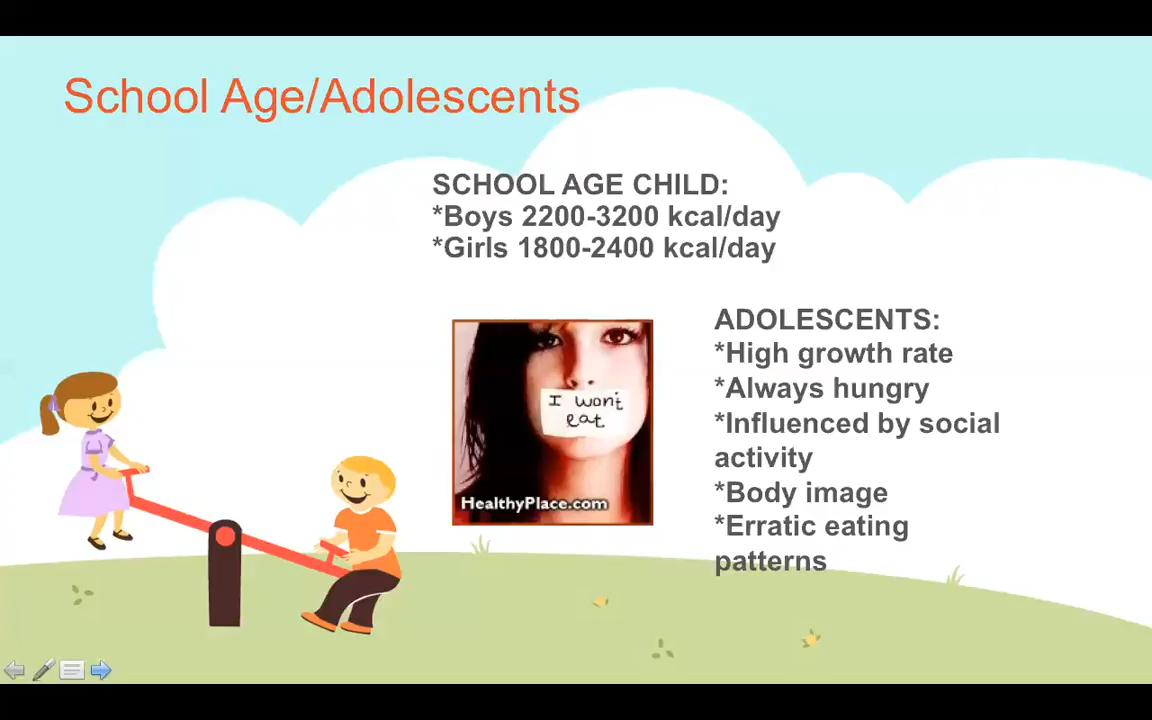 School Age/Adolescents
SCHOOL AGE CHILD:
*Boys 2200-3200 kcal/day
*Girls 1800-2400 kcal/day
I won't
eat
HealthyPlace.com
ADOLESCENTS:
*High growth rate
*Always hungry
*Influenced by social
activity
*Body image
*Erratic eating
patterns